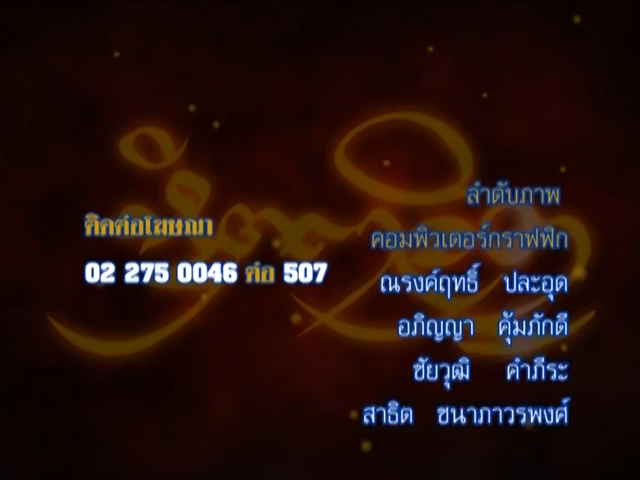 ติดต่อโฆษณา
02 275 0046 ต่อ 507
ลำดับภาพ
คอมพิวเตอร์กราฟฟิก
ณรงค์ฤทธิ์ ปละอุด
อภิญญา คุ้มภักดี
ชัยวุฒิ คำภีระ
สาธิต ชนาภาวรพงศ์